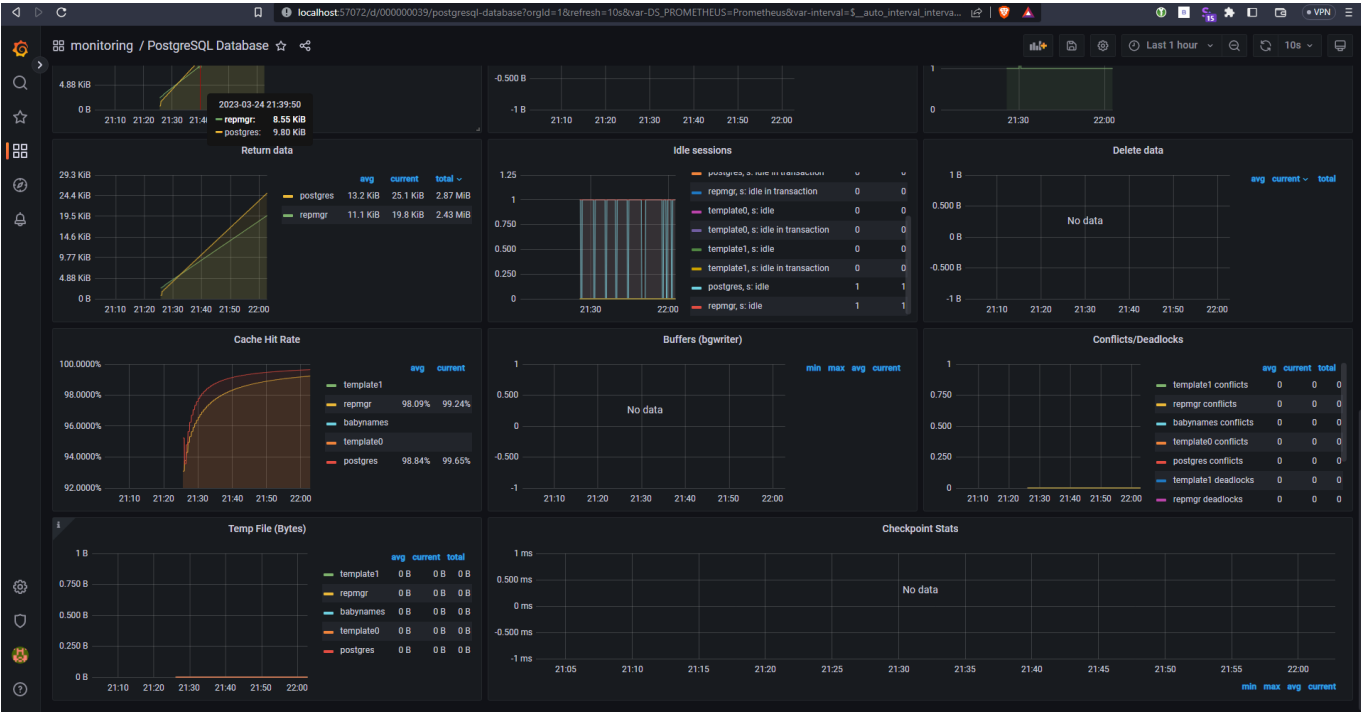 localhost:57072/d/000000039/postgresql-database?orgId=1&refresh=10s&var-DS_PROMETHEUS=Prometheus&var-interval=$__auto_interval_interva...
15
VPN
monitoring / PostgreSQL Database
Last 1 hour
10s
4.88 KiB
0 B
21:10 21:20 21:30 21:4
2023-03-24 21:39:50
repmgr: 8.55 KiB
postgres: 9.80 KiB
-0.500 B
-1 B
21:10 21:20 21:30 21:40 21:50 22:00
1
0
21:30 22:00
Return data
29.3 KiB
24.4 KiB
19.5 KiB
14.6 KiB
9.77 KiB
4.88 KiB
0 B
21:10 21:20 21:30 21:40 21:50 22:00
avg current total
postgres 13.2 KiB 25.1 KiB 2.87 MiB
repmgr 11.1 KiB 19.8 KiB 2.43 MiB
Idle sessions
1.25
1
0.750
0.500
0.250
0
21:30 22:00
postgres, s: idle in transaction 0 0
repmgr, s: idle in transaction 0 0
template0, s: idle 0 0
template0, s: idle in transaction 0 0
template1, s: idle 0 0
template1, s: idle in transaction 0 0
postgres, s: idle 1 1
repmgr, s: idle 1 1
Delete data
1 B
0.500 B
0 B
-0.500 B
-1 B
No data
21:10 21:20 21:30 21:40 21:50 22:00
avg current total
Cache Hit Rate
100.0000%
98.0000%
96.0000%
94.0000%
92.0000%
21:10 21:20 21:30 21:40 21:50 22:00
avg current
template1
repmgr 98.09% 99.24%
babynames
template0
postgres 98.84% 99.65%
Buffers (bgwriter)
1
0.500
0
-0.500
-1
No data
21:10 21:20 21:30 21:40 21:50 22:00
min max avg current
Conflicts/Deadlocks
1
0.750
0.500
0.250
0
21:10 21:20 21:30 21:40 21:50 22:00
avg current total
template1 conflicts 0 0 0
repmgr conflicts 0 0 0
babynames conflicts 0 0 0
template0 conflicts 0 0 0
postgres conflicts 0 0 0
template1 deadlocks 0 0 0
repmgr deadlocks 0 0 0
Temp File (Bytes)
1 B
0.750 B
0.500 B
0.250 B
0 B
21:10 21:20 21:30 21:40 21:50 22:00
avg current total
template1 0 B 0 B 0 B
repmgr 0 B 0 B 0 B
babynames 0 B 0 B 0 B
template0 0 B 0 B 0 B
postgres 0 B 0 B 0 B
Checkpoint Stats
1 ms
0.500 ms
0 ms
-0.500 ms
-1 ms
No data
21:05 21:10 21:15 21:20 21:25 21:30 21:35 21:40 21:45 21:50 21:55 22:00
min max avg current